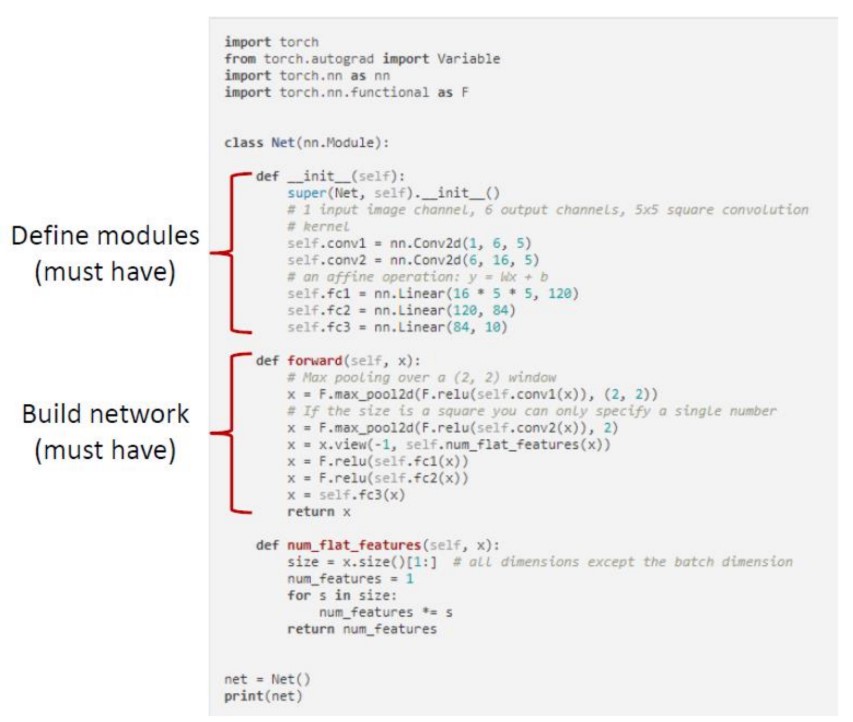 import torch
from torch.autograd import Variable
import torch.nn as nn
import torch.nn.functional as F
class Net(nn.Module):
def __init__(self):
super(Net, self).__init__()
# 1 input image channel, 6 output channels, 5x5 square convolution
# kernel
self.conv1 = nn.Conv2d(1, 6, 5)
self.conv2 = nn.Conv2d(6, 16, 5)
# an affine operation: y = Wx + b
self.fc1 = nn.Linear(16 * 5 * 5, 120)
self.fc2 = nn.Linear(120, 84)
self.fc3 = nn.Linear(84, 10)
Define modules
(must have)
def forward(self, x):
# Max pooling over a (2, 2) window
x = F.max_pool2d(F.relu(self.conv1(x)), (2, 2))
# If the size is a square you can only specify a single number
x = F.max_pool2d(F.relu(self.conv2(x)), 2)
x = x.view(-1, self.num_flat_features(x))
x = F.relu(self.fc1(x))
x = F.relu(self.fc2(x))
x = self.fc3(x)
return x
Build network
(must have)
def num_flat_features(self, x):
size = x.size()[1:]  # all dimensions except the batch dimension
num_features = 1
for s in size:
num_features *= s
return num_features
net = Net()
print(net)